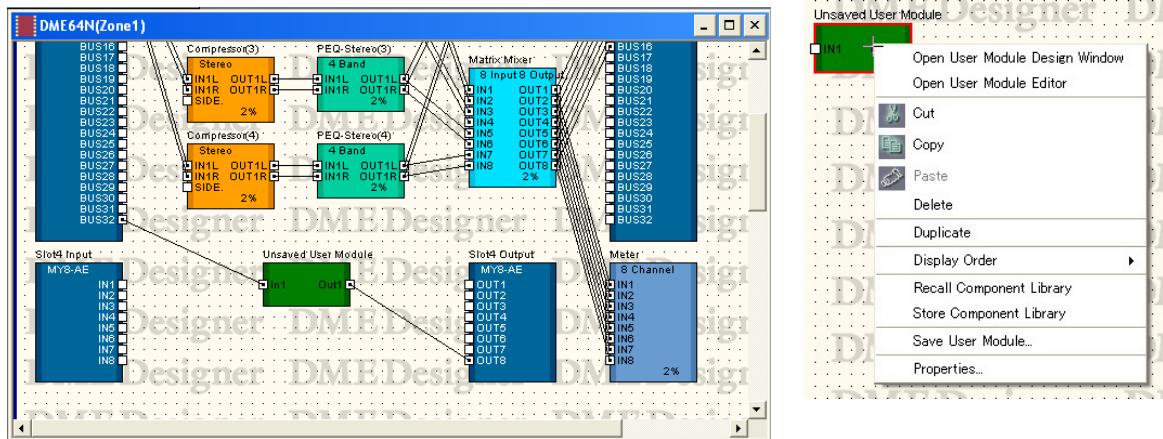 DME64N(Zone1)
BUS16
BUS17
BUS18
BUS19
BUS20
BUS21
BUS22
BUS23
BUS24
BUS25
BUS26
BUS27
BUS28
BUS29
BUS30
BUS31
BUS32
Compressor(3)
Stereo
IN1L OUT1L
IN1R OUT1R
SIDE.
2%
PEQ-Stereo(3)
4 Band
IN1L OUT1L
IN1R OUT1R
2%
Compressor(4)
Stereo
IN1L OUT1L
IN1R OUT1R
SIDE.
2%
PEQ-Stereo(4)
4 Band
IN1L OUT1L
IN1R OUT1R
2%
Matrix Mixer
8 Input 8 Output
IN1 OUT1
IN2 OUT2
IN3 OUT3
IN4 OUT4
IN5 OUT5
IN6 OUT6
IN7 OUT7
IN8 OUT8
2%
BUS16
BUS17
BUS18
BUS19
BUS20
BUS21
BUS22
BUS23
BUS24
BUS25
BUS26
BUS27
BUS28
BUS29
BUS30
BUS31
BUS32
Slot4 Input
MY8-AE
IN1
IN2
IN3
IN4
IN5
IN6
IN7
IN8
Unsaved User Module
In1 Out1
Slot4 Output
MY8-AE
OUT1
OUT2
OUT3
OUT4
OUT5
OUT6
OUT7
OUT8
Meter
8 Channel
IN1
IN2
IN3
IN4
IN5
IN6
IN7
IN8
2%
DME Designer
Unsaved User Module
IN1
Open User Module Design Window
Open User Module Editor
Cut
Copy
Paste
Delete
Duplicate
Display Order
Recall Component Library
Store Component Library
Save User Module...
Properties...